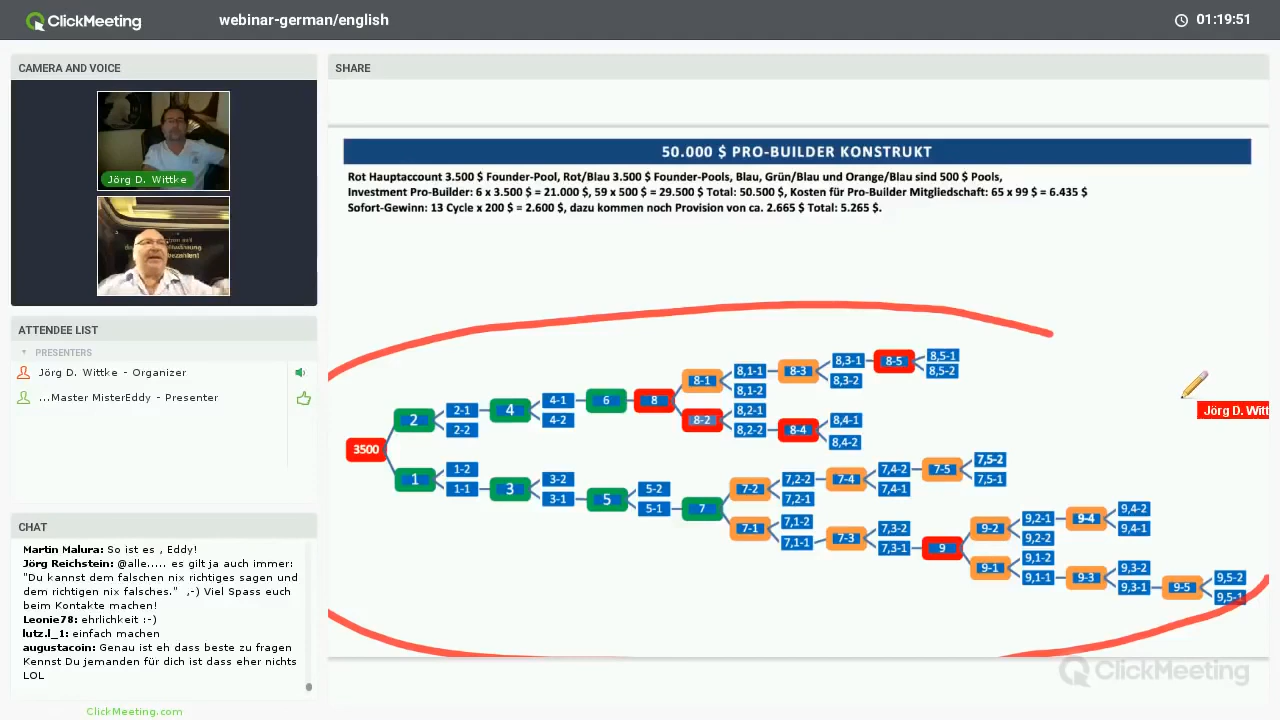 ClickMeeting
webinar-german/english
01:19:51
CAMERA AND VOICE
Jörg D. Wittke
ATTENDEE LIST
PRESENTERS
Jörg D. Wittke - Organizer
...Master MisterEddy - Presenter
CHAT
Martin Malura: So ist es , Eddy!
Jörg Reichstein: @alle..... es gilt ja auch immer:
"Du kannst dem falschen nix richtiges sagen und
dem richtigen nix falsches." ,-) Viel Spass euch
beim Kontakte machen!
Leonie78: ehrlichkeit :-)
lutz.l_1: einfach machen
augustacoin: Genau ist eh dass beste zu fragen
Kennst Du jemanden für dich ist dass eher nichts
LOL
ClickMeeting.com
SHARE
50.000 $ PRO-BUILDER KONSTRUKT
Rot Hauptaccount 3.500 $ Founder-Pool, Rot/Blau 3.500 $ Founder-Pools, Blau, Grün/Blau und Orange/Blau sind 500 $ Pools,
Investment Pro-Builder: 6 x 3.500 $ = 21.000 $, 59 x 500 $ = 29.500 $ Total: 50.500 $, Kosten für Pro-Builder Mitgliedschaft: 65 x 99 $ = 6.435 $
Sofort-Gewinn: 13 Cycle x 200 $ = 2.600 $, dazu kommen noch Provision von ca. 2.665 $ Total: 5.265 $.
3500
2
2-1
2-2
4
4-1
4-2
6
8
8-1
8,1-1
8,1-2
8-3
8,3-1
8,3-2
8-5
8,5-1
8,5-2
8-2
8,2-1
8,2-2
8-4
8,4-1
8,4-2
1
1-2
1-1
3
3-2
3-1
5
5-2
5-1
7
7-2
7,2-2
7,2-1
7-4
7,4-2
7,4-1
7-5
7,5-2
7,5-1
7-1
7,1-2
7,1-1
7-3
7,3-2
7,3-1
9
9-2
9,2-1
9,2-2
9-4
9,4-2
9,4-1
9-1
9,1-2
9,1-1
9-3
9,3-2
9,3-1
9-5
9,5-2
9,5-1
Jörg D. Witt
ClickMeeting